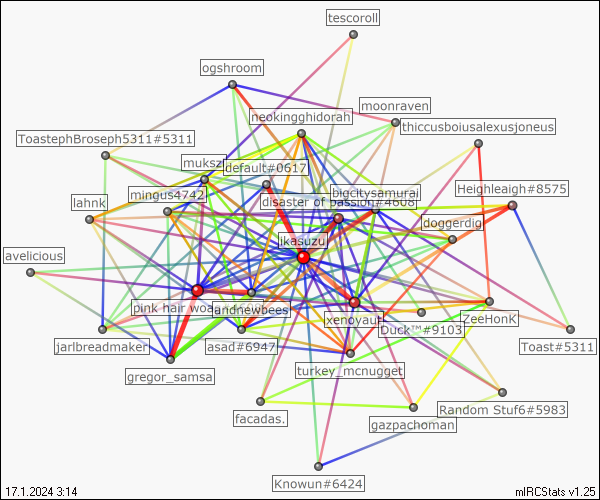 tescoroll
ogshroom
neokingghidorah
moonraven
thiccusboiusalexusjoneus
ToastephBroseph5311#5311
muksz
default#0617
mingus4742
disaster of passion#4608
bigcitysamurai
Heighleaigh#8575
lahnk
doggerdig
ikasuzu
avelicious
pink hair woa
andnewbees
xenoyaut
Duck™#9103
ZeeHonK
jarlbreadmaker
asad#6947
Toast#5311
gregor_samsa
turkey_mcnugget
facadas.
gazpachoman
Random Stuf6#5983
Knowun#6424
17.1.2024 3:14
mIRCStats v1.25